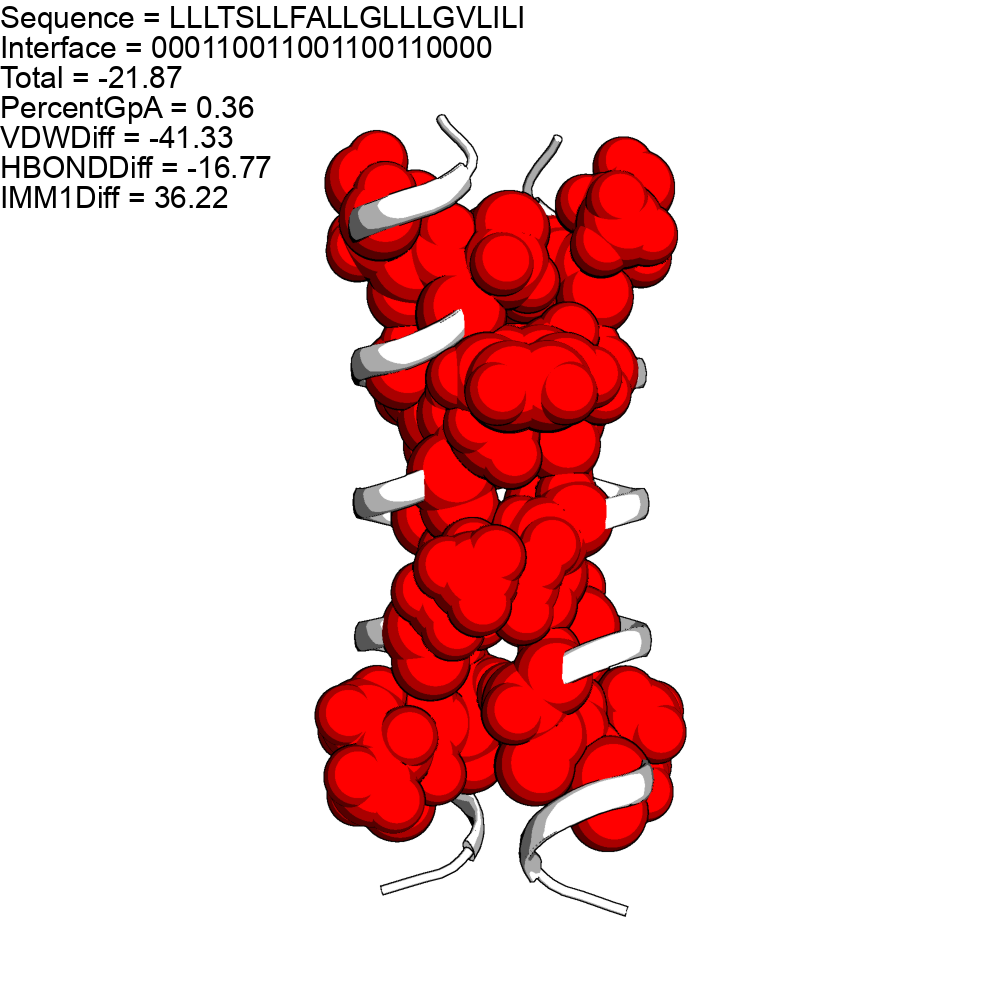 Sequence = LLLTSLLFALLGLLLGVLILI
Interface = 000110011001100110000
Total = -21.87
PercentGpA = 0.36
VDWDiff = -41.33
HBONDDiff = -16.77
IMM1Diff = 36.22